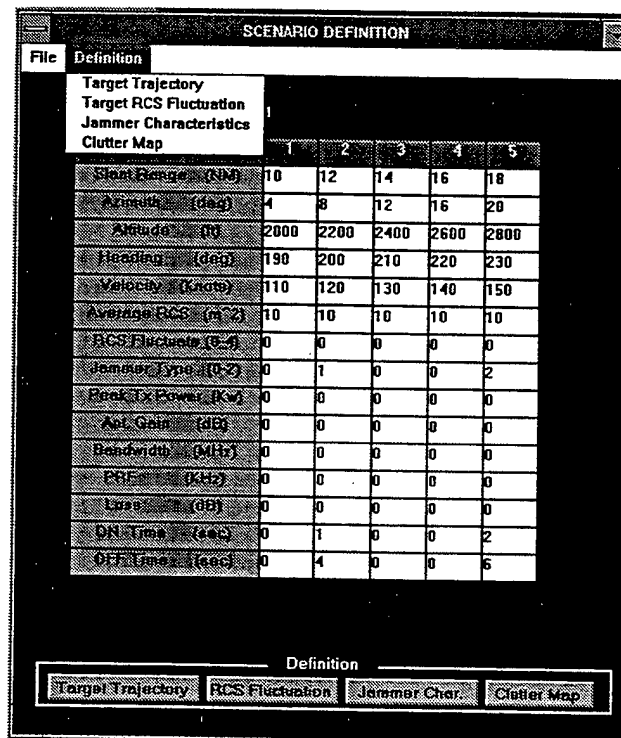 SCENARIO DEFINITION
File Definition
Target Trajectory
Target RCS Fluctuation
Jammer Characteristics
Clutter Map
1
1 2 3 4 5
Slant Range (NM) 10 12 14 16 18
Azimuth (deg) 4 8 12 16 20
Altitude (ft) 2000 2200 2400 2600 2800
Heading (deg) 190 200 210 220 230
Velocity (Knots) 110 120 130 140 150
Average RCS (m^2) 10 10 10 10 10
RCS Fluctuate (0-4) 0 0 0 0 0
Jammer Type (0-2) 0 1 0 0 2
Peak Tx Power (Kw) 0 0 0 0 0
Ant. Gain (dB) 0 0 0 0 0
Bandwidth (MHz) 0 0 0 0 0
PRF (KHz) 0 0 0 0 0
Loss (dB) 0 0 0 0 0
ON Time (sec) 0 1 0 0 2
OFF Time (sec) 0 4 0 0 6
Definition
Target Trajectory RCS Fluctuation Jammer Char. Clutter Map